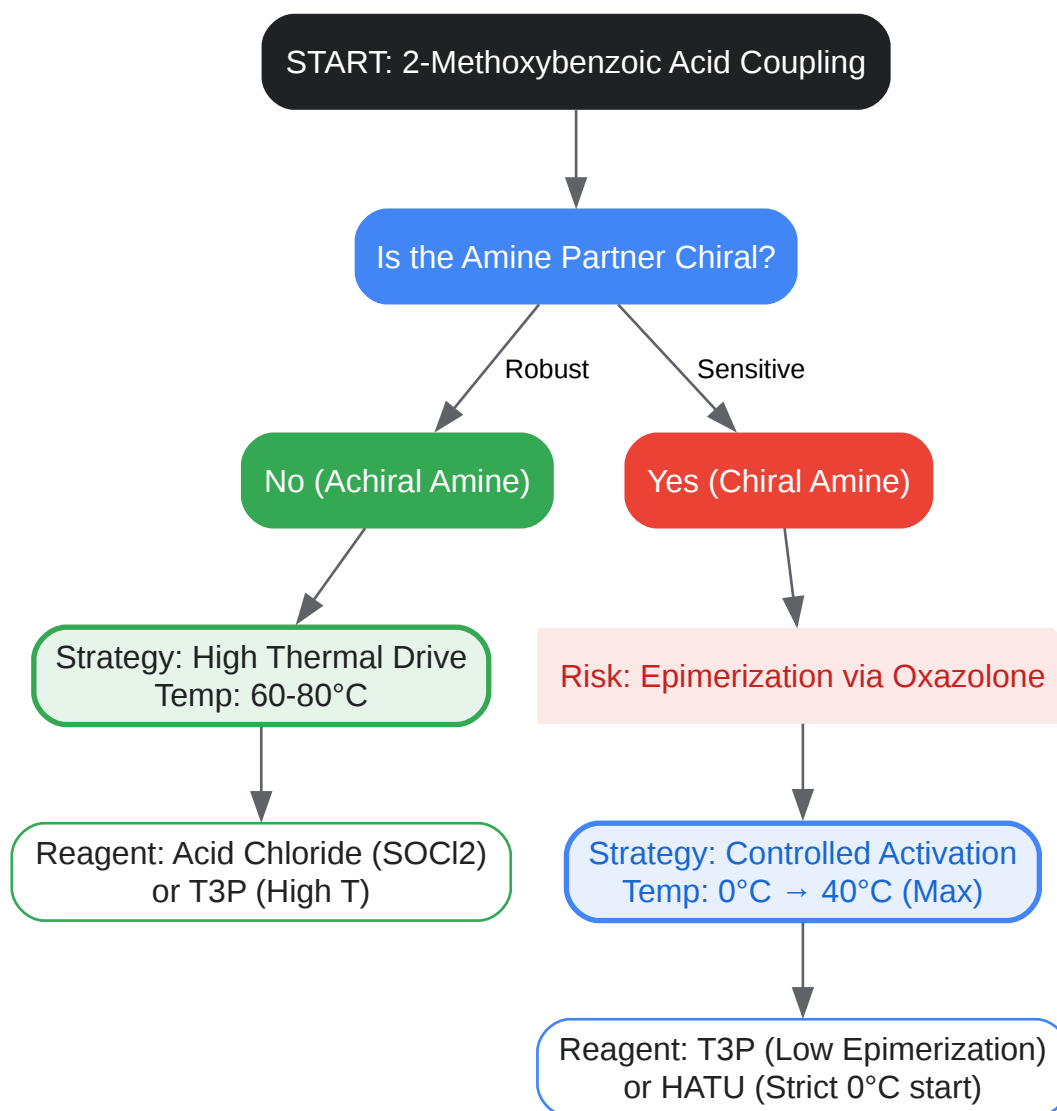 START: 2-Methoxybenzoic Acid Coupling
Is the Amine Partner Chiral?
Robust
Sensitive
No (Achiral Amine)
Yes (Chiral Amine)
Strategy: High Thermal Drive
Temp: 60-80°C
Risk: Epimerization via Oxazolone
Reagent: Acid Chloride (SOCl2)
or T3P (High T)
Strategy: Controlled Activation
Temp: 0°C → 40°C (Max)
Reagent: T3P (Low Epimerization)
or HATU (Strict 0°C start)